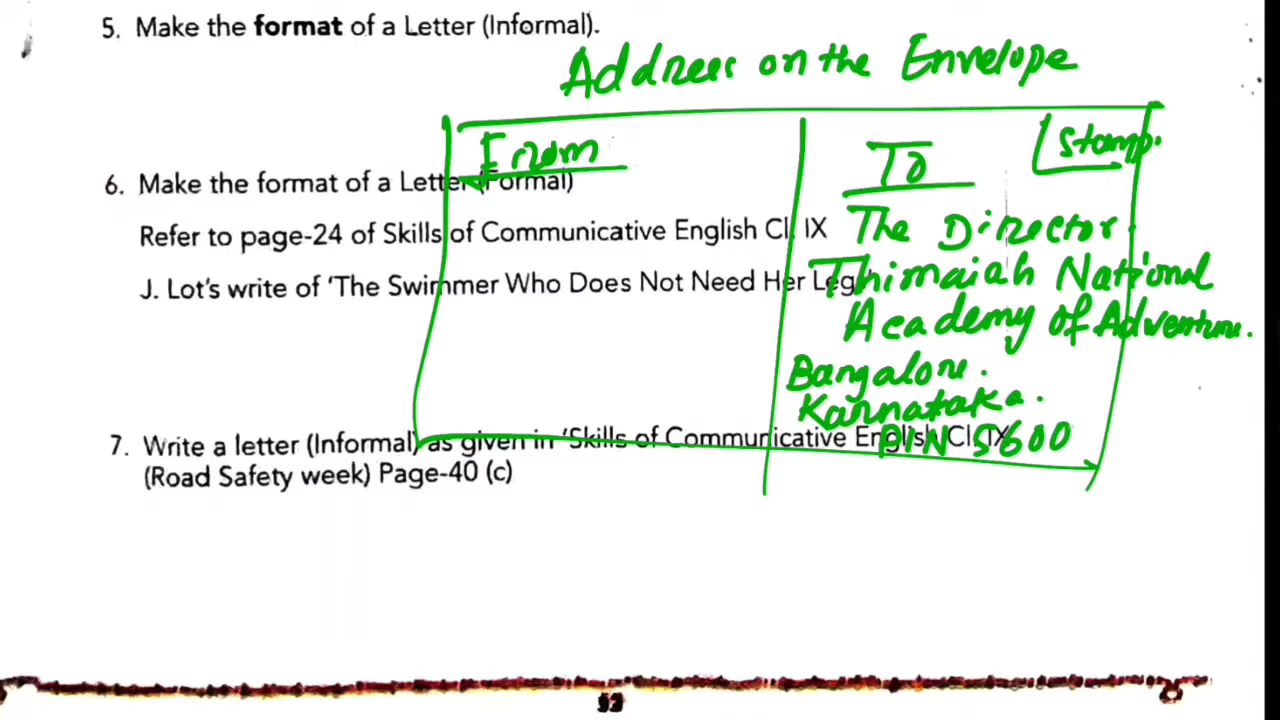 5. Make the format of a Letter (Informal).
Address on the Envelope
From
To
Stamp.
6. Make the format of a Letter (Formal)
Refer to page-24 of Skills of Communicative English Cl. IX
J. Lot's write of 'The Swimmer Who Does Not Need Her Leg
The Director
Thimaiah National
Academy of Adventure.
Bangalore.
Karnataka.
PIN 5600
7. Write a letter (Informal) as given in 'Skills of Communicative English Cl. IX
(Road Safety week) Page-40 (c)
53